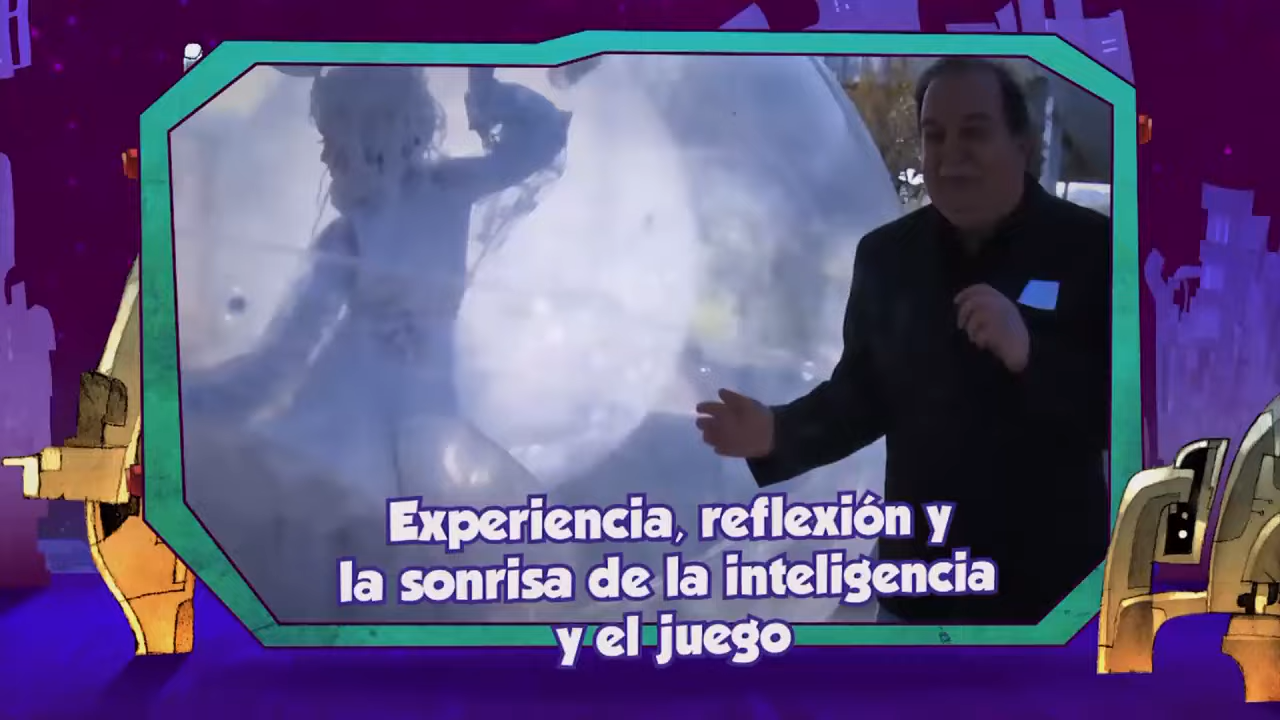 Experiencia, reflexión y
la sonrisa de la inteligencia
y el juego